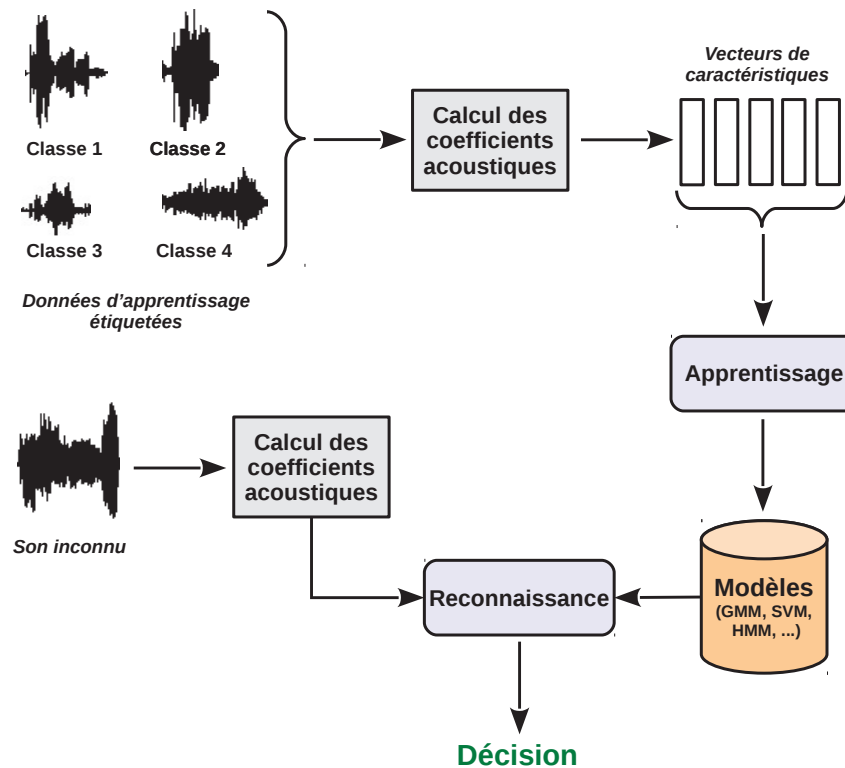 Vecteurs de
caractéristiques
Classe 1
Classe 2
Calcul des
coefficients
acoustiques
Classe 3
Classe 4
Données d’apprentissage
étiquetées
Apprentissage
Calcul des
coefficients
acoustiques
Son inconnu
Reconnaissance
Modèles
(GMM, SVM,
HMM, ...)
Décision